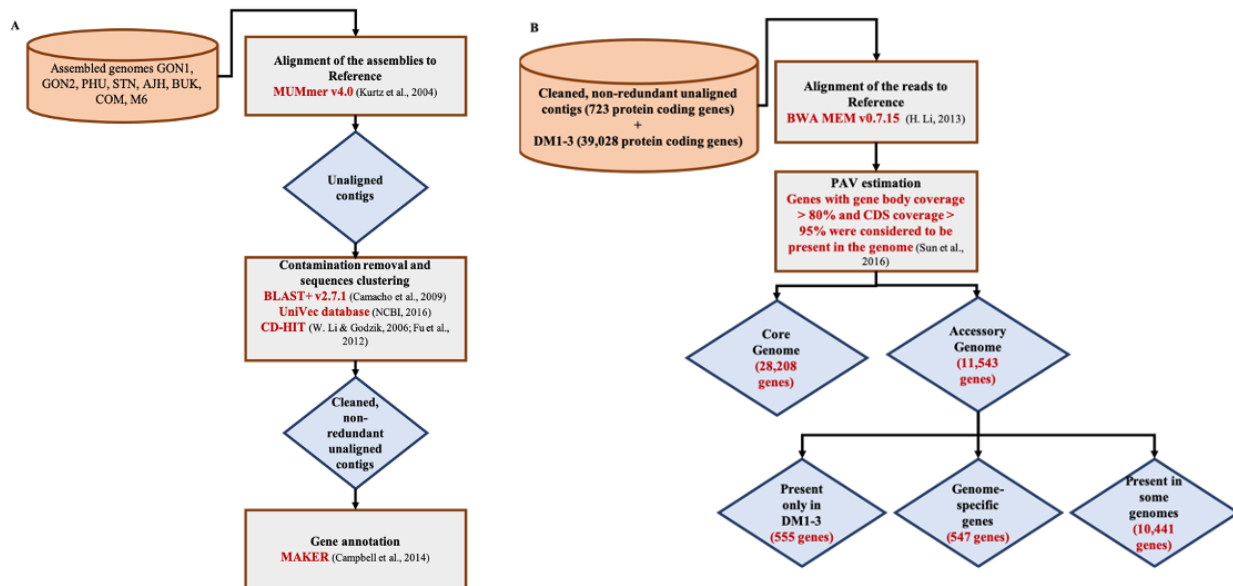 A
Assembled genomes GON1,
GON2, PHU, STN, AJH, BUK,
COM, M6
Alignment of the assemblies to
Reference
MUMmer v4.0 (Kurtz et al., 2004)
Unaligned
contigs
Contamination removal and
sequences clustering
BLAST+ v2.7.1 (Camacho et al., 2009)
UniVec database (NCBI, 2016)
CD-HIT (W. Li & Godzik, 2006; Fu et al.,
2012)
Cleaned,
non-
redundant
unaligned
contigs
Gene annotation
MAKER (Campbell et al., 2014)
B
Cleaned, non-redundant unaligned
contigs (723 protein coding genes)
+
DM1-3 (39,028 protein coding genes)
Alignment of the reads to
Reference
BWA MEM v0.7.15 (H. Li, 2013)
PAV estimation
Genes with gene body coverage
> 80% and CDS coverage >
95% were considered to be
present in the genome (Sun et al.,
2016)
Core
Genome
(28,208
genes)
Accessory
Genome
(11,543
genes)
Present
only in
DM1-3
(555 genes)
Genome-
specific
genes
(547 genes)
Present in
some
genomes
(10,441
genes)